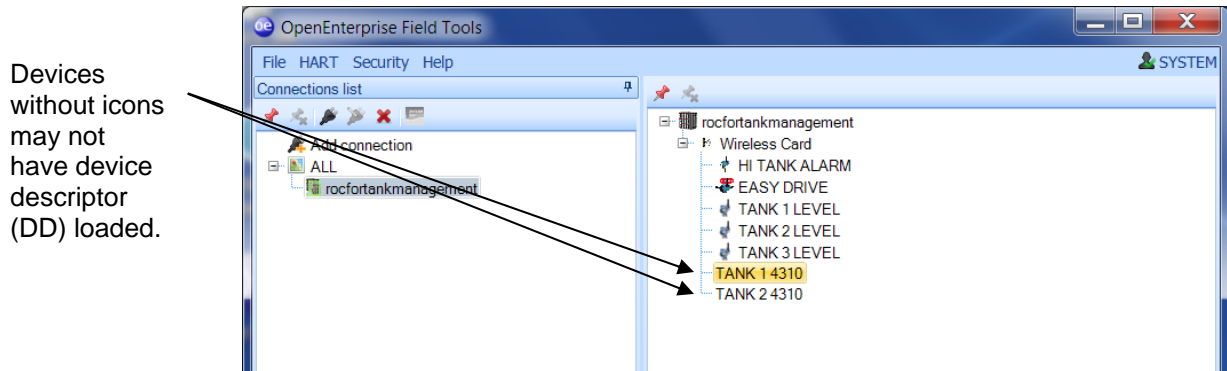 Devices
without icons
may not
have device
descriptor
(DD) loaded.
oe OpenEnterprise Field Tools
X
File HART Security Help
SYSTEM
Connections list
Add connection
ALL
rocfortankmanagement
rocfortankmanagement
Wireless Card
HI TANK ALARM
EASY DRIVE
TANK 1 LEVEL
TANK 2 LEVEL
TANK 3 LEVEL
TANK 1 4310
TANK 2 4310